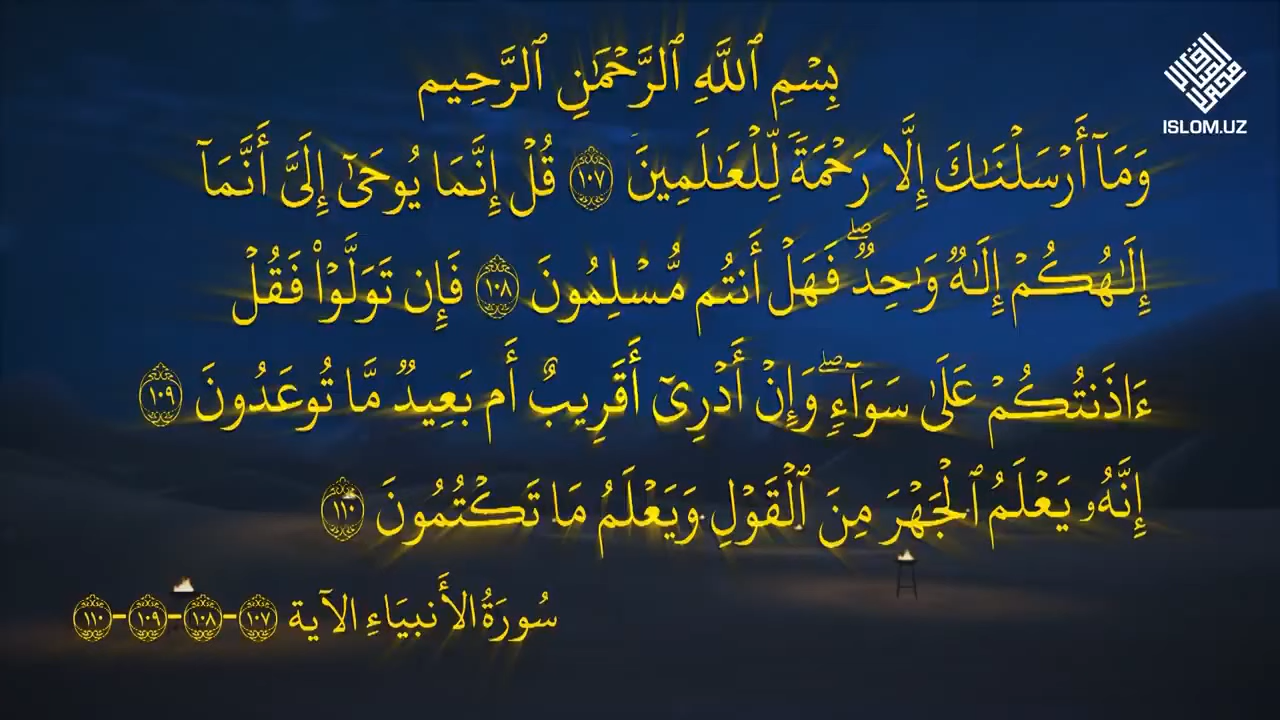 بِسْمِ ٱللَّهِ ٱلرَّحْمَٰنِ ٱلرَّحِيمِ
ISLOM.UZ
وَمَآ أَرْسَلْنَٰكَ إِلَّا رَحْمَةً لِّلْعَٰلَمِينَ ١٠٧ قُلْ إِنَّمَا يُوحَىٰٓ إِلَىَّ أَنَّمَآ
إِلَٰهُكُمْ إِلَٰهٌ وَٰحِدٌ ۖ فَهَلْ أَنتُم مُّسْلِمُونَ ١٠٨ فَإِن تَوَلَّوْا۟ فَقُلْ
ءَاذَنتُكُمْ عَلَىٰ سَوَآءٍ ۖ وَإِنْ أَدْرِىٓ أَقَرِيبٌ أَم بَعِيدٌ مَّا تُوعَدُونَ ١٠٩
إِنَّهُۥ يَعْلَمُ ٱلْجَهْرَ مِنَ ٱلْقَوْلِ وَيَعْلَمُ مَا تَكْتُمُونَ ١١٠
سُورَةُ الأَنبيَاءِ الآية ١٠٧-١٠٨-١٠٩-١١٠